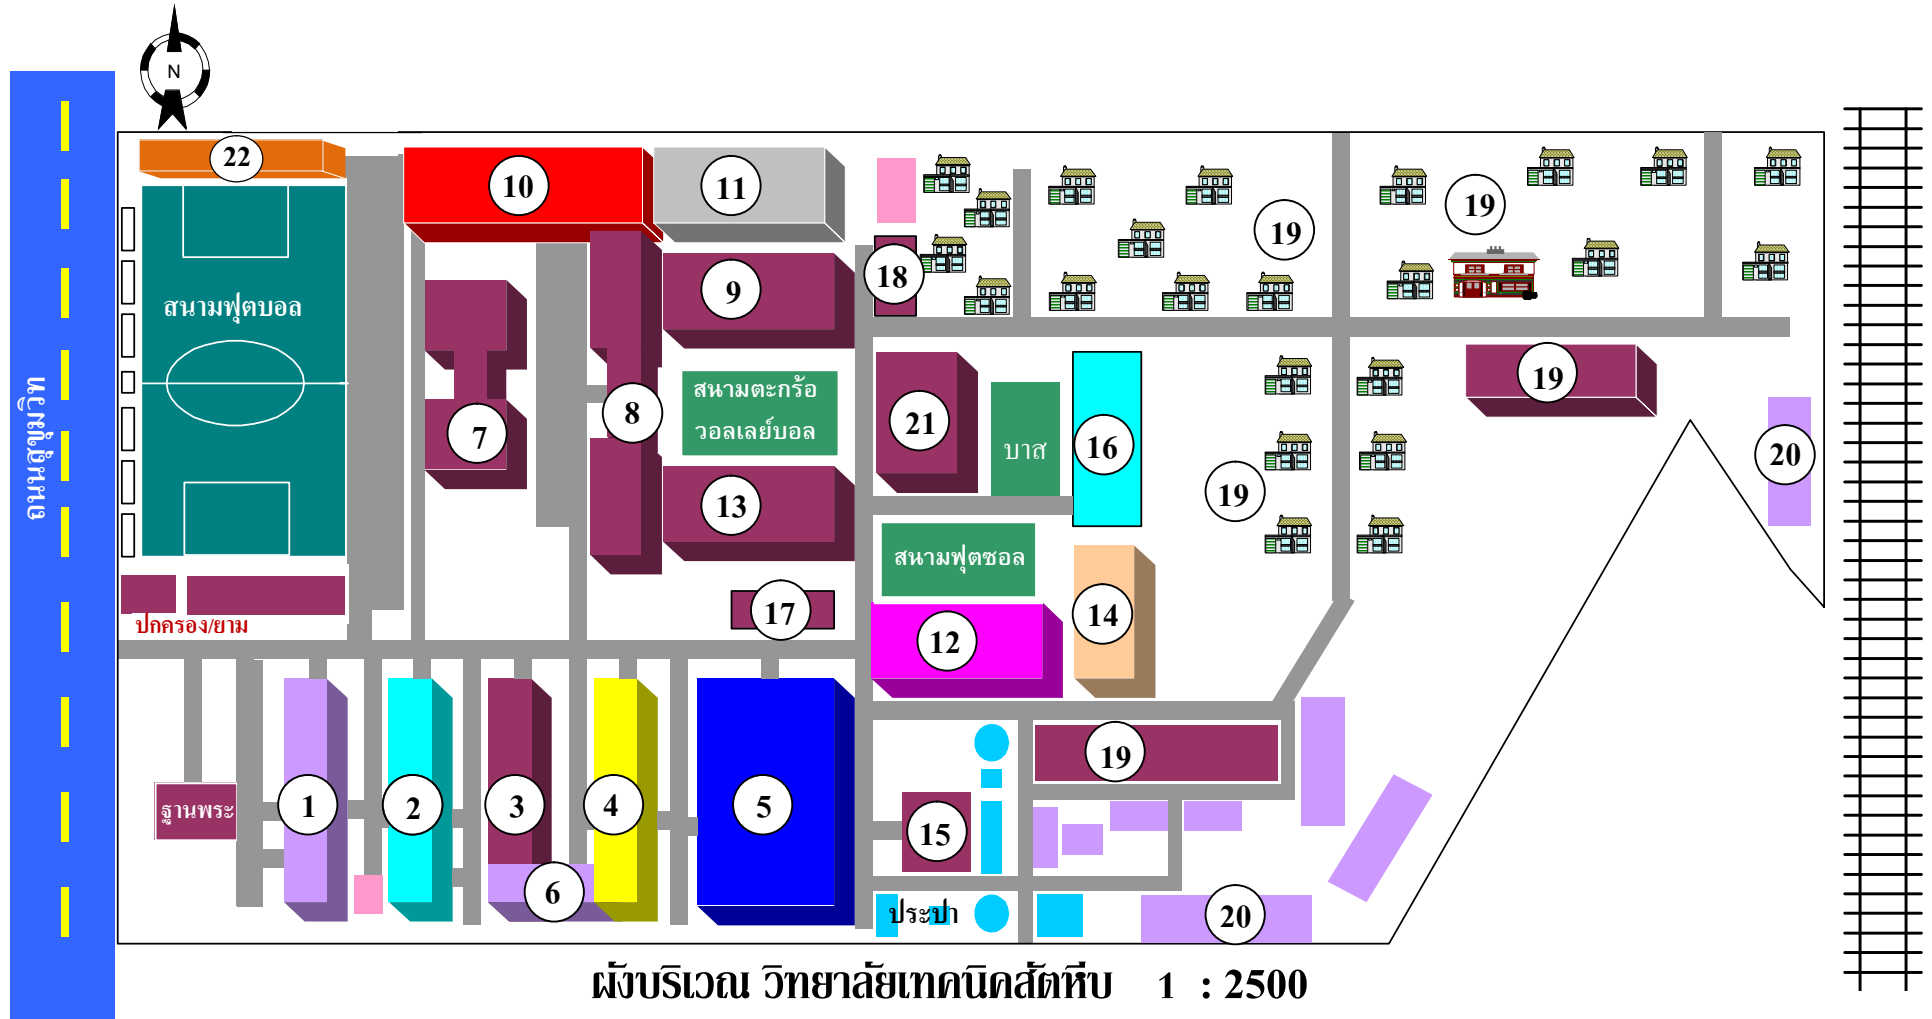 N
22
10
11
19
19
18
9
สนามฟุตบอล
ถนนสุขุมวิท
7
8
สนามตะกร้อ
วอลเลย์บอล
21
บาส
16
19
19
20
13
สนามฟุตซอล
17
12
14
ปกครอง/ยาม
ฐานพระ
1
2
3
4
5
6
15
19
ประปา
20
ผังบริเวณ วิทยาลัยเทคนิคสัตหีบ 1 : 2500